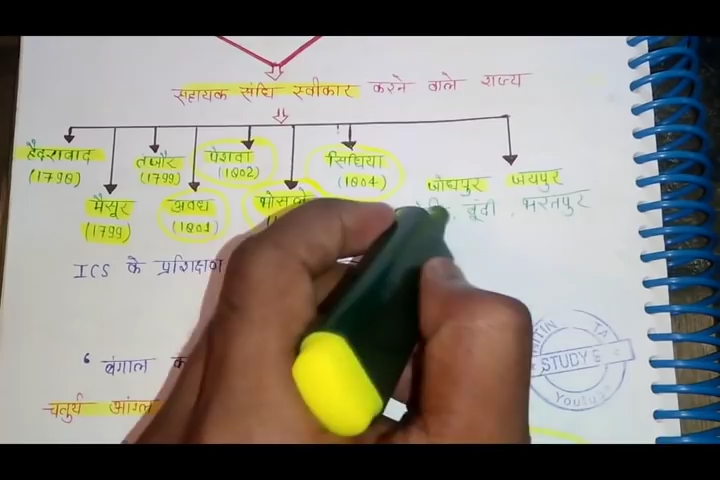 सहायक संधि स्वीकार करने वाले राज्य
हैदराबाद तंजौर पेशवा सिंधिया
(1798) (1799) (1802) (1804) जोधपुर जयपुर
मैसूर अवध भोंसले बूंदी , भरतपुर
(1799) (1801)
ICS के प्रशिक्षण
' बंगाल
चतुर्थ आंग्ल
STUDY
YouTube